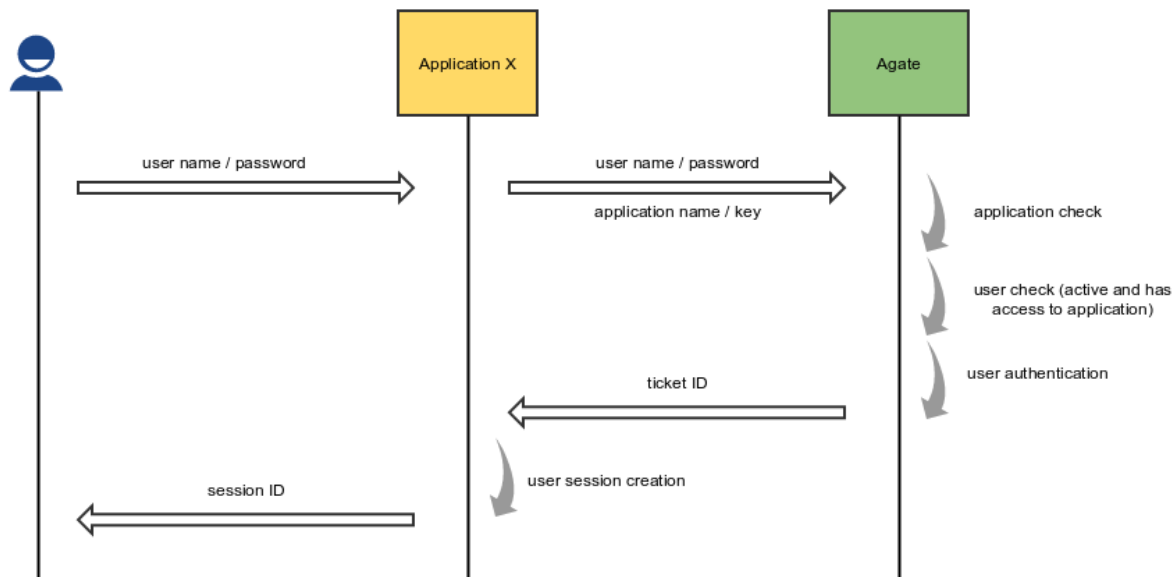 Application X
Agate
user name / password
user name / password
application name / key
application check
user check (active and has
access to application)
user authentication
ticket ID
user session creation
session ID